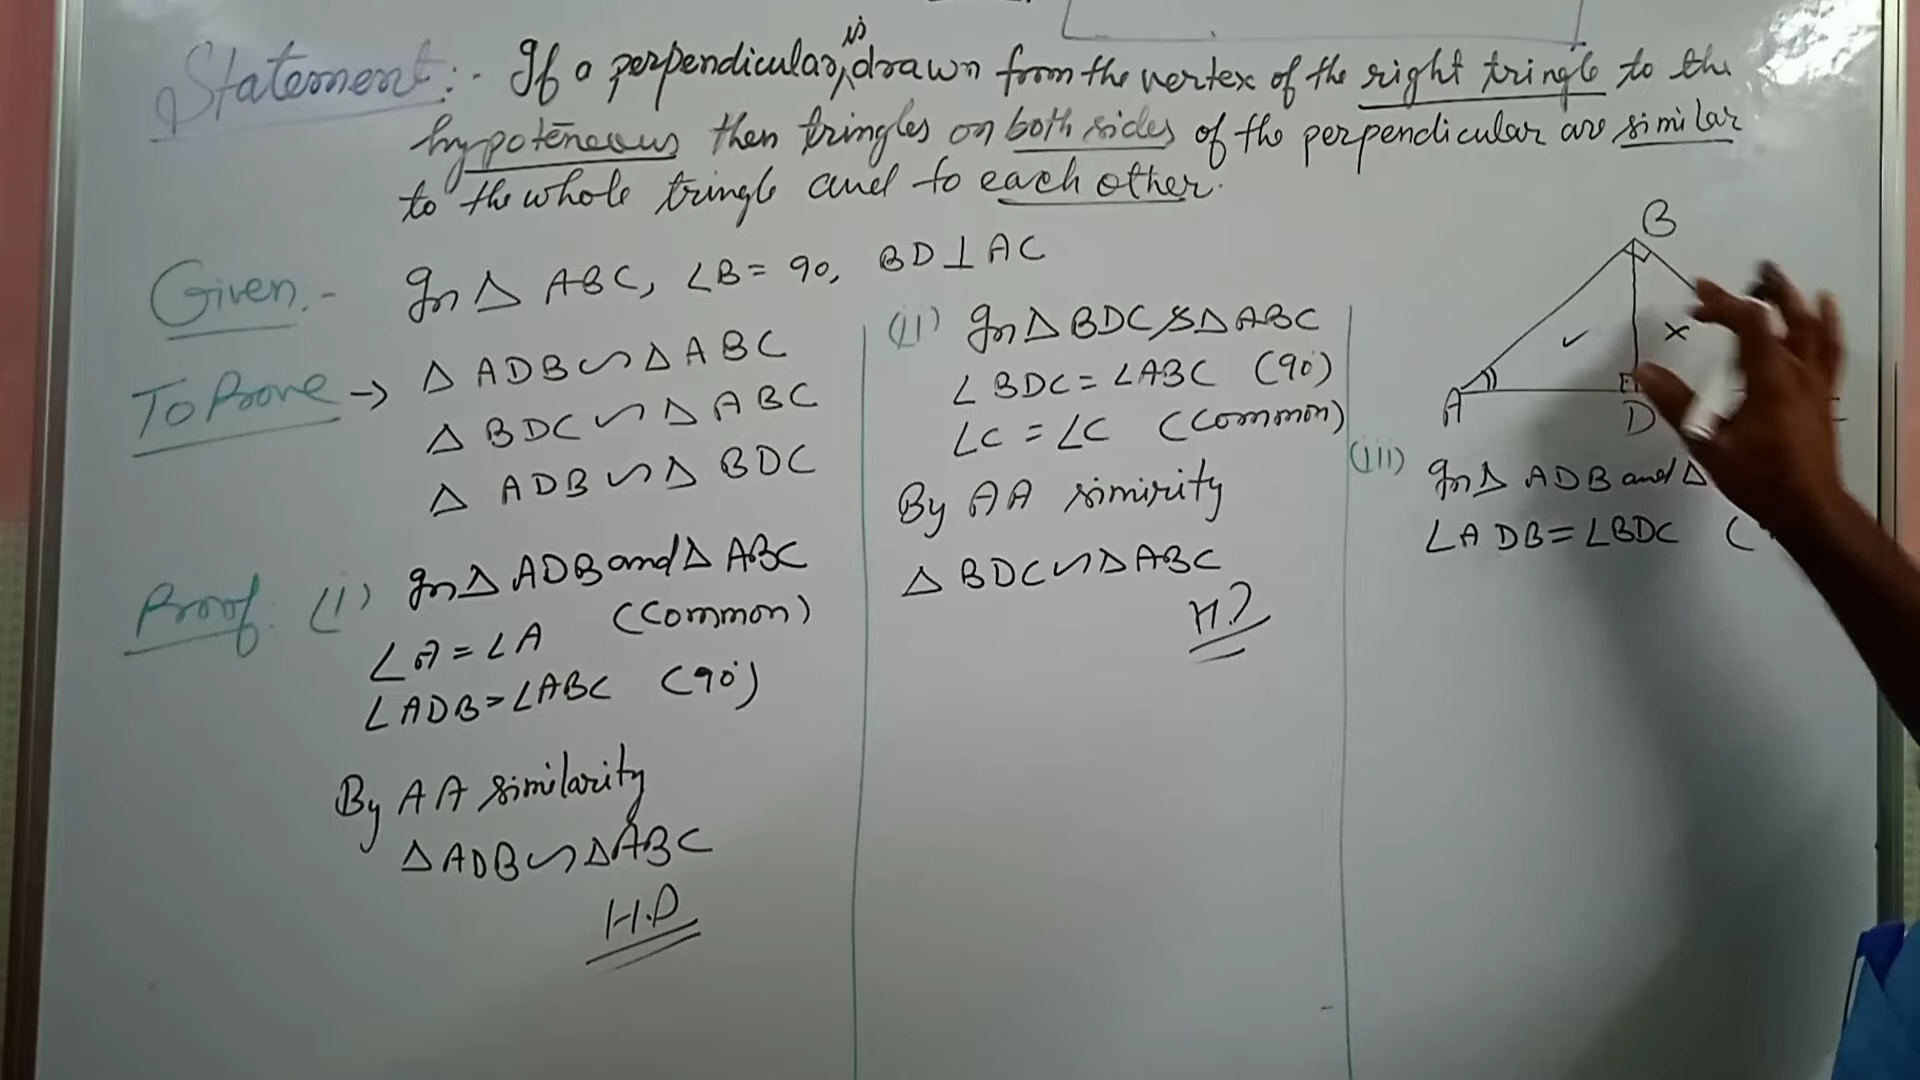 Statement :- If a perpendicular is drawn from the vertex of the right tringle to the
hypoteneous then tringles on both sides of the perpendicular are similar
to the whole tringle and to each other.
Given :- In △ ABC, ∠B = 90, BD⊥AC
To Prove → △ ADB ∽ △ ABC
△ BDC ∽ △ ABC
△ ADB ∽ △ BDC
Proof : (i) In △ ADB and △ ABC
∠A = ∠A (Common)
∠ADB = ∠ABC (90°)
By AA similarity
△ ADB ∽ △ ABC
H.P
(ii) In △ BDC & △ ABC
∠BDC = ∠ABC (90°)
∠C = ∠C (Common)
By AA simirity
△ BDC ∽ △ ABC
H.P
B
A
D
(iii) In △ ADB and △
∠ADB = ∠BDC (